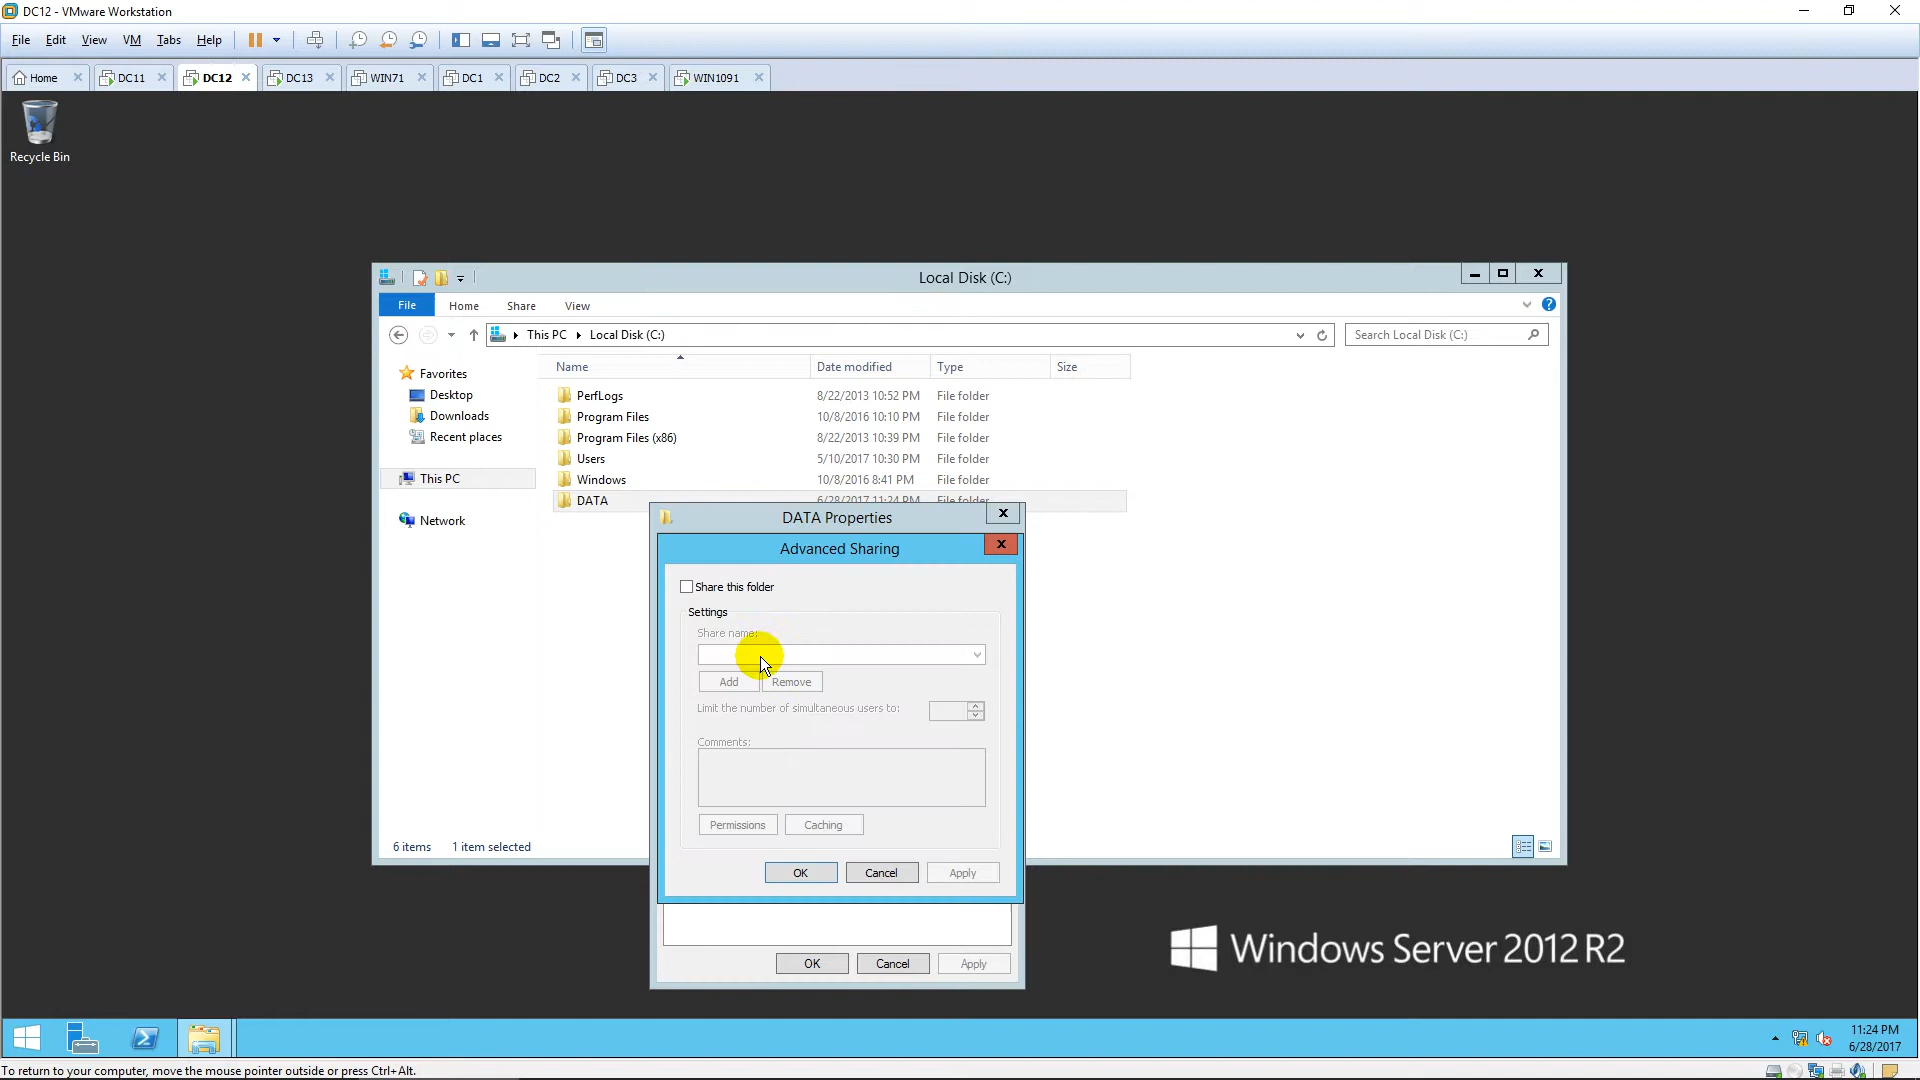 DC12 - VMware Workstation
File Edit View VM Tabs Help
Home DC11 DC12 DC13 WIN71 DC1 DC2 DC3 WIN1091
Recycle Bin
Local Disk (C:)
File Home Share View
This PC Local Disk (C:) Search Local Disk (C:)
Name Date modified Type Size
Favorites
Desktop
Downloads
Recent places
This PC
Network
PerfLogs 8/22/2013 10:52 PM File folder
Program Files 10/8/2016 10:10 PM File folder
Program Files (x86) 8/22/2013 10:39 PM File folder
Users 5/10/2017 10:30 PM File folder
Windows 10/8/2016 8:41 PM File folder
DATA 6/28/2017 11:24 PM File folder
DATA Properties
Advanced Sharing
Share this folder
Settings
Share name:
Add Remove
Limit the number of simultaneous users to:
Comments:
Permissions Caching
OK Cancel Apply
OK Cancel Apply
6 items 1 item selected
Windows Server 2012 R2
11:24 PM
6/28/2017
To return to your computer, move the mouse pointer outside or press Ctrl+Alt.